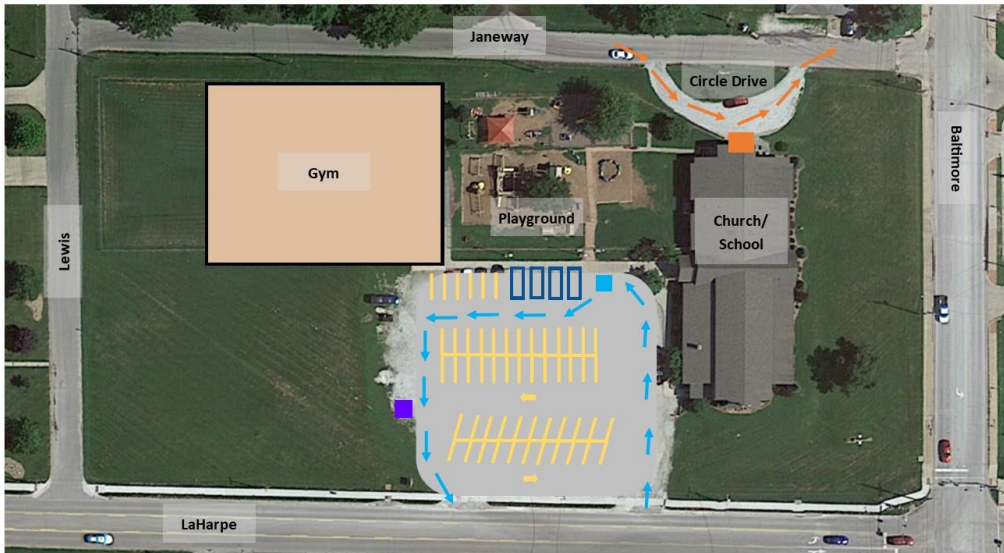 Janeway
Circle Drive
Baltimore
Gym
Playground
Church/
School
Lewis
LaHarpe